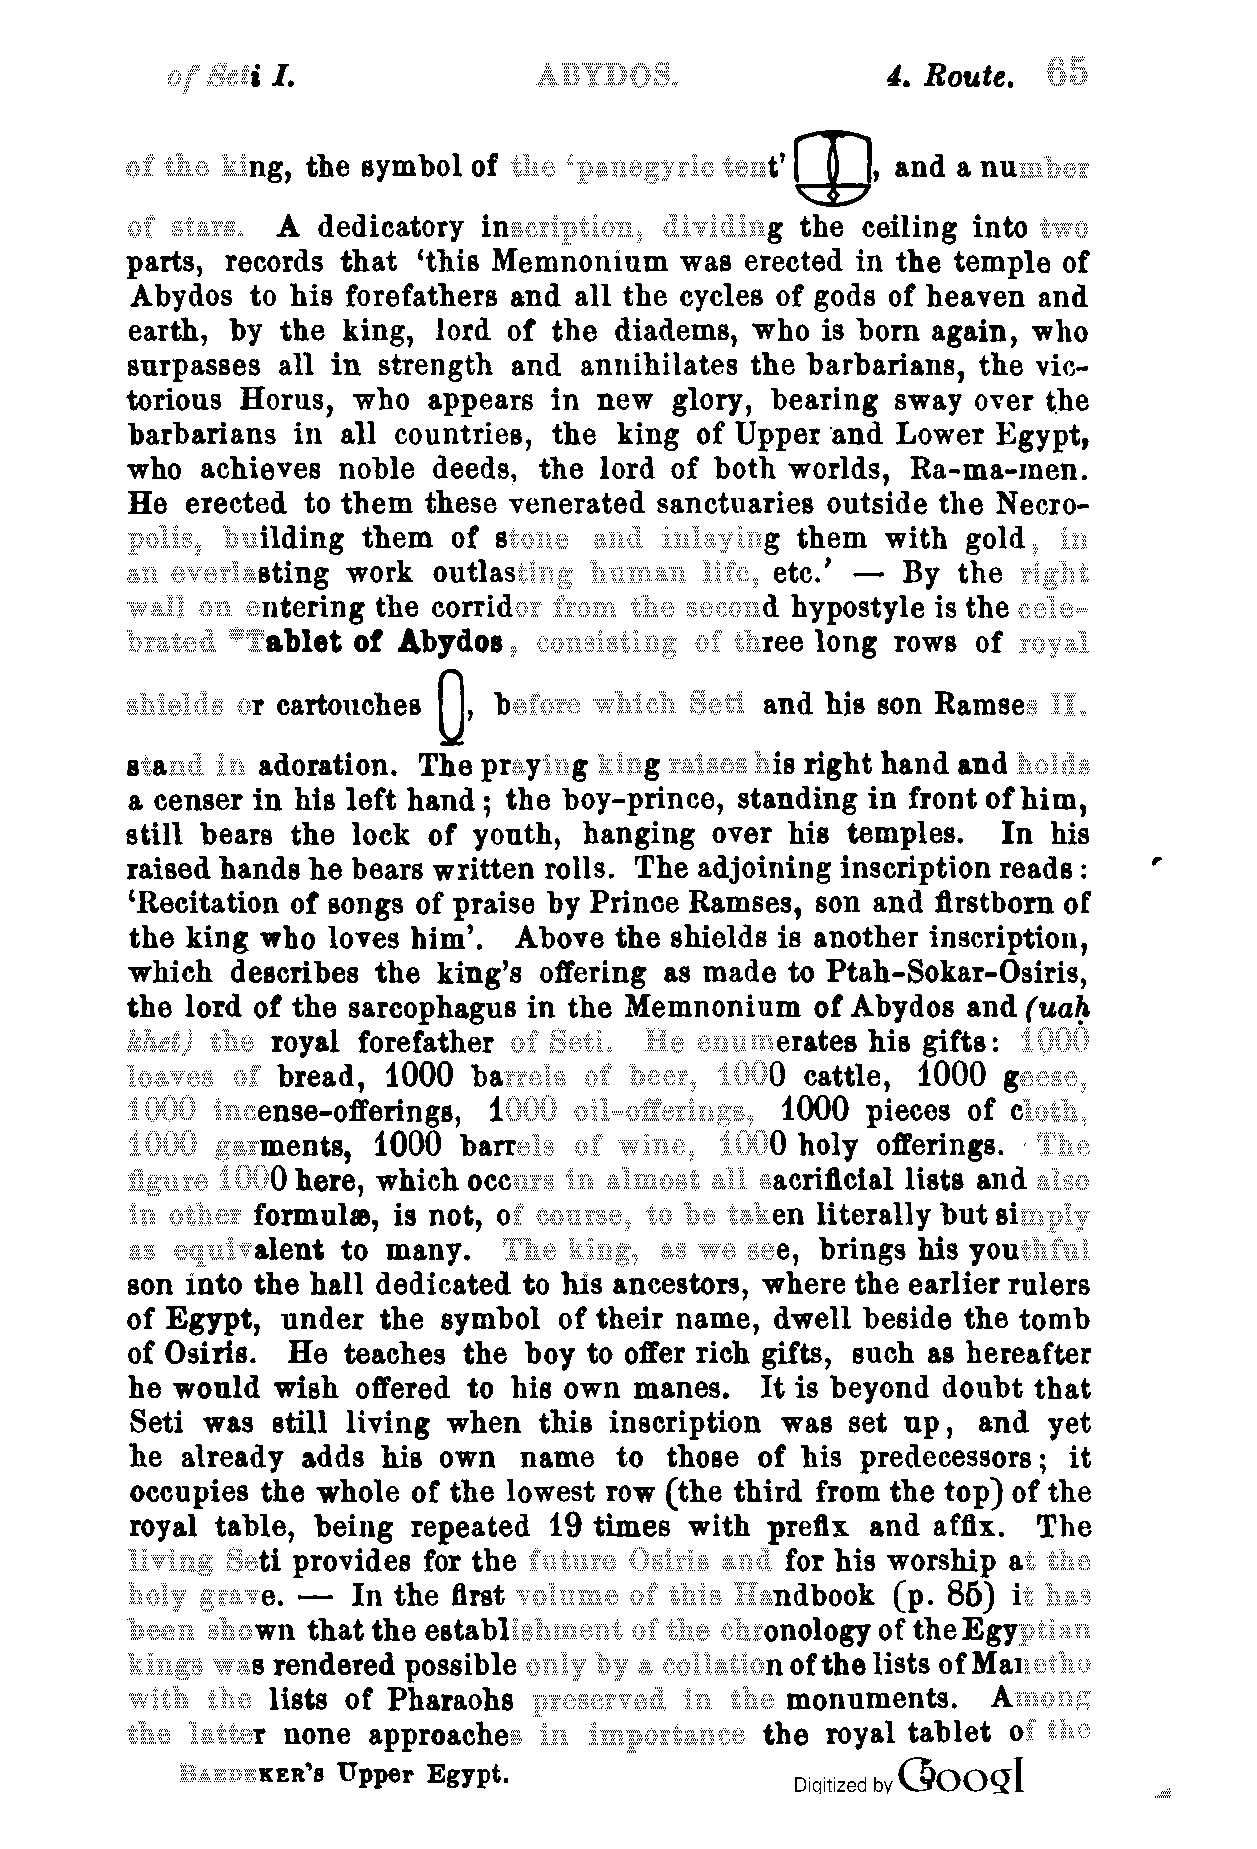 of Seti I. ABYDOS. 4. Route. 65
of the king, the symbol of the ‘panegyric tent’ , and a number
of stars. A dedicatory inscription, dividing the ceiling into two
parts, records that ‘this Memnonium was erected in the temple of
Abydos to his forefathers and all the cycles of gods of heaven and
earth, by the king, lord of the diadems, who is born again, who
surpasses all in strength and annihilates the barbarians, the vic-
torious Horus, who appears in new glory, bearing sway over the
barbarians in all countries, the king of Upper and Lower Egypt,
who achieves noble deeds, the lord of both worlds, Ra-ma-men.
He erected to them these venerated sanctuaries outside the Necro-
polis, building them of stone and inlaying them with gold, in
an everlasting work outlasting human life, etc.’ — By the right
wall on entering the corridor from the second hypostyle is the cele-
brated *Tablet of Abydos, consisting of three long rows of royal
shields or cartouches , before which Seti and his son Ramses II.
stand in adoration. The praying king raises his right hand and holds
a censer in his left hand; the boy-prince, standing in front of him,
still bears the lock of youth, hanging over his temples. In his
raised hands he bears written rolls. The adjoining inscription reads:
‘Recitation of songs of praise by Prince Ramses, son and firstborn of
the king who loves him’. Above the shields is another inscription,
which describes the king's offering as made to Ptah-Sokar-Osiris,
the lord of the sarcophagus in the Memnonium of Abydos and (uaḥ
khet) the royal forefather of Seti. He enumerates his gifts: 1000
loaves of bread, 1000 barrels of beer, 1000 cattle, 1000 geese,
1000 incense-offerings, 1000 oil-offerings, 1000 pieces of cloth,
1000 garments, 1000 barrels of wine, 1000 holy offerings. The
figure 1000 here, which occurs in almost all sacrificial lists and also
in other formulæ, is not, of course, to be taken literally but simply
as equivalent to many. The king, as we see, brings his youthful
son into the hall dedicated to his ancestors, where the earlier rulers
of Egypt, under the symbol of their name, dwell beside the tomb
of Osiris. He teaches the boy to offer rich gifts, such as hereafter
he would wish offered to his own manes. It is beyond doubt that
Seti was still living when this inscription was set up, and yet
he already adds his own name to those of his predecessors; it
occupies the whole of the lowest row (the third from the top) of the
royal table, being repeated 19 times with prefix and affix. The
living Seti provides for the future Osiris and for his worship at the
holy grave. — In the first volume of this Handbook (p. 85) it has
been shown that the establishment of the chronology of the Egyptian
kings was rendered possible only by a collation of the lists of Manetho
with the lists of Pharaohs preserved in the monuments. Among
the latter none approaches in importance the royal tablet of the
BAEDEKER'S Upper Egypt.
Digitized by Googl